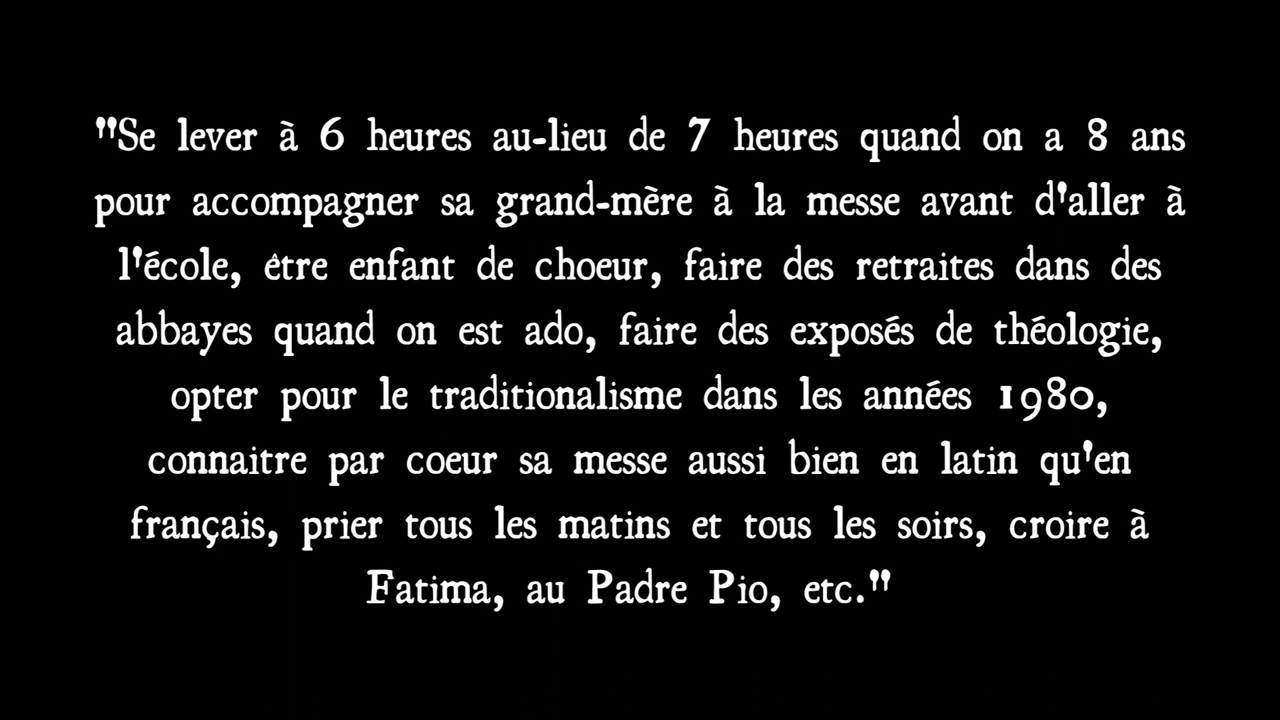 "Se lever à 6 heures au-lieu de 7 heures quand on a 8 ans
pour accompagner sa grand-mère à la messe avant d'aller à
l'école, être enfant de choeur, faire des retraites dans des
abbayes quand on est ado, faire des exposés de théologie,
opter pour le traditionalisme dans les années 1980,
connaitre par coeur sa messe aussi bien en latin qu'en
français, prier tous les matins et tous les soirs, croire à
Fatima, au Padre Pio, etc."